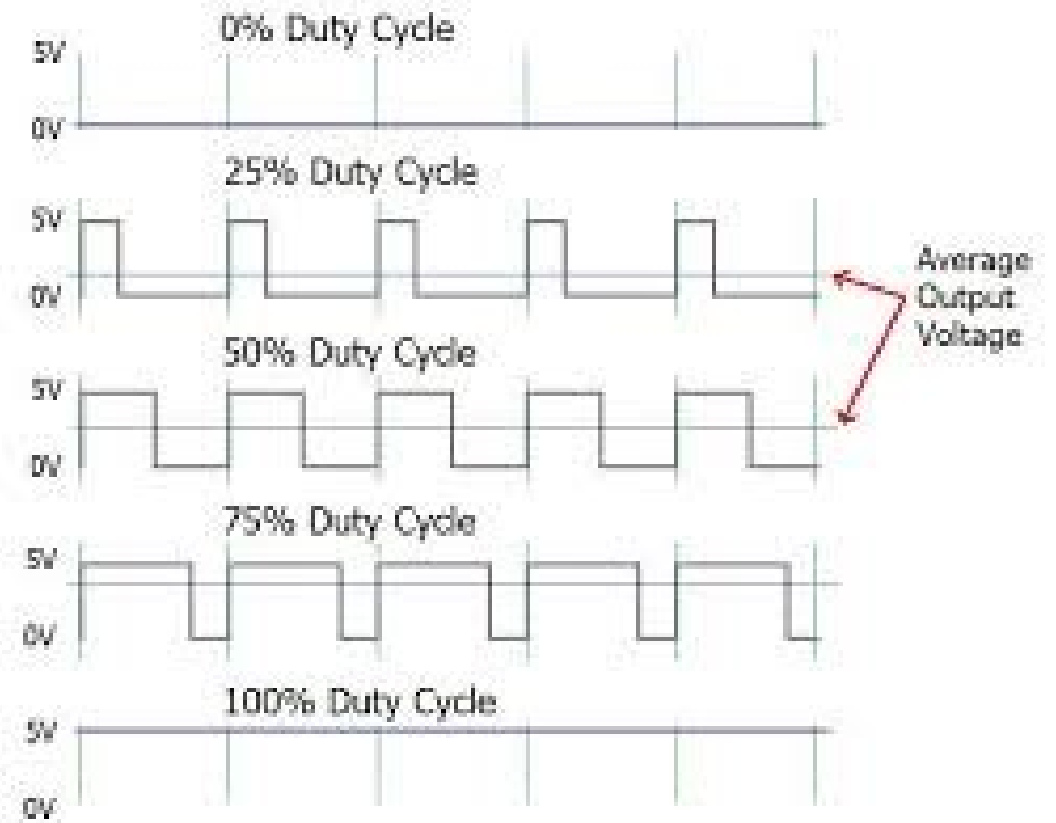 0% Duty Cycle
5V
0V
25% Duty Cycle
5V
0V
Average
Output
Voltage
50% Duty Cycle
5V
0V
75% Duty Cycle
5V
0V
100% Duty Cycle
5V
0V